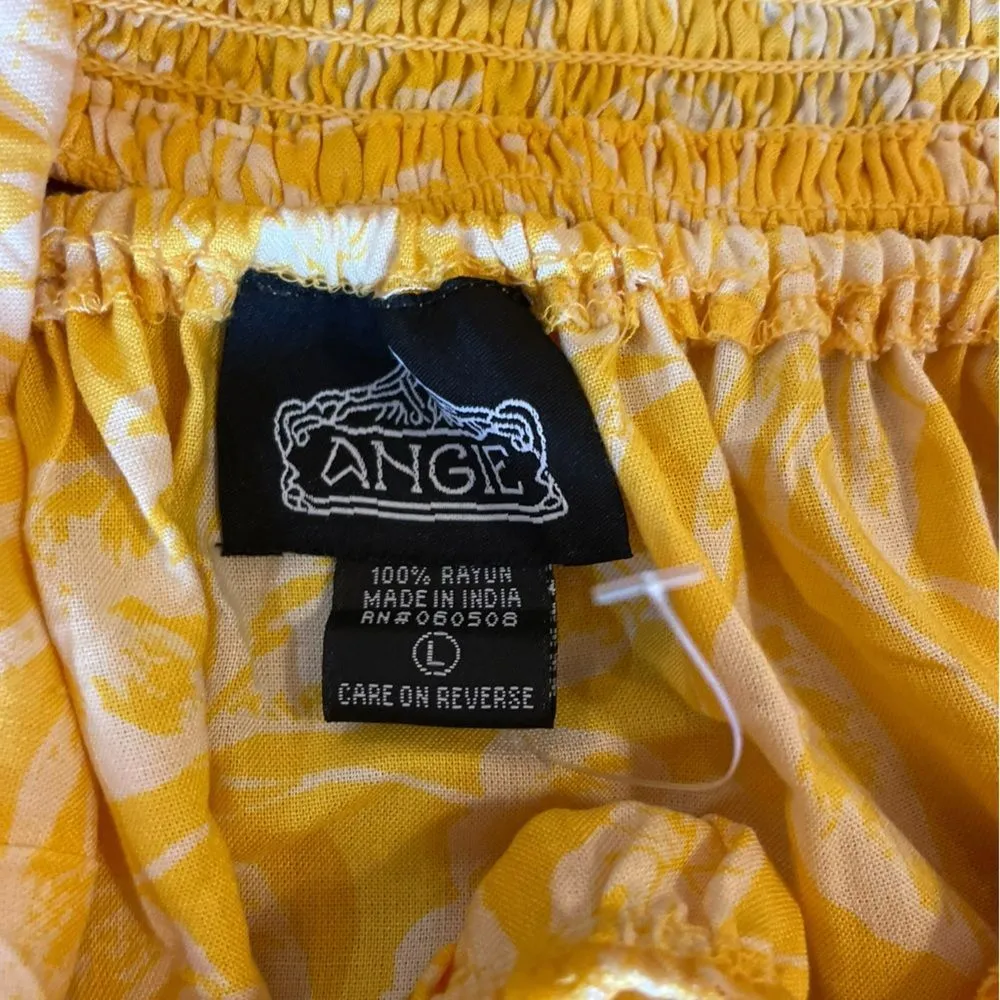 ANGIE
100% RAYON
MADE IN INDIA
RN#060508
L
CARE ON REVERSE